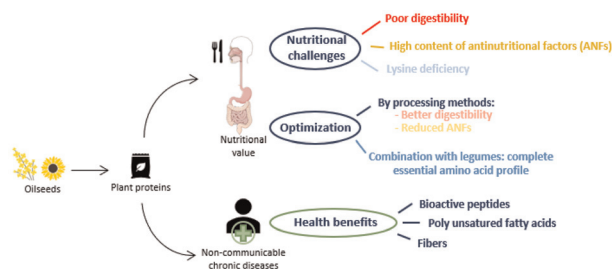 Oilseeds
Plant proteins
Nutritional
value
Nutritional
challenges
Poor digestibility
High content of antinutritional factors (ANFs)
Lysine deficiency
Optimization
By processing methods:
- Better digestibility
- Reduced ANFs
Combination with legumes: complete
essential amino acid profile
Non-communicable
chronic diseases
Health benefits
Bioactive peptides
Poly unsatured fatty acids
Fibers